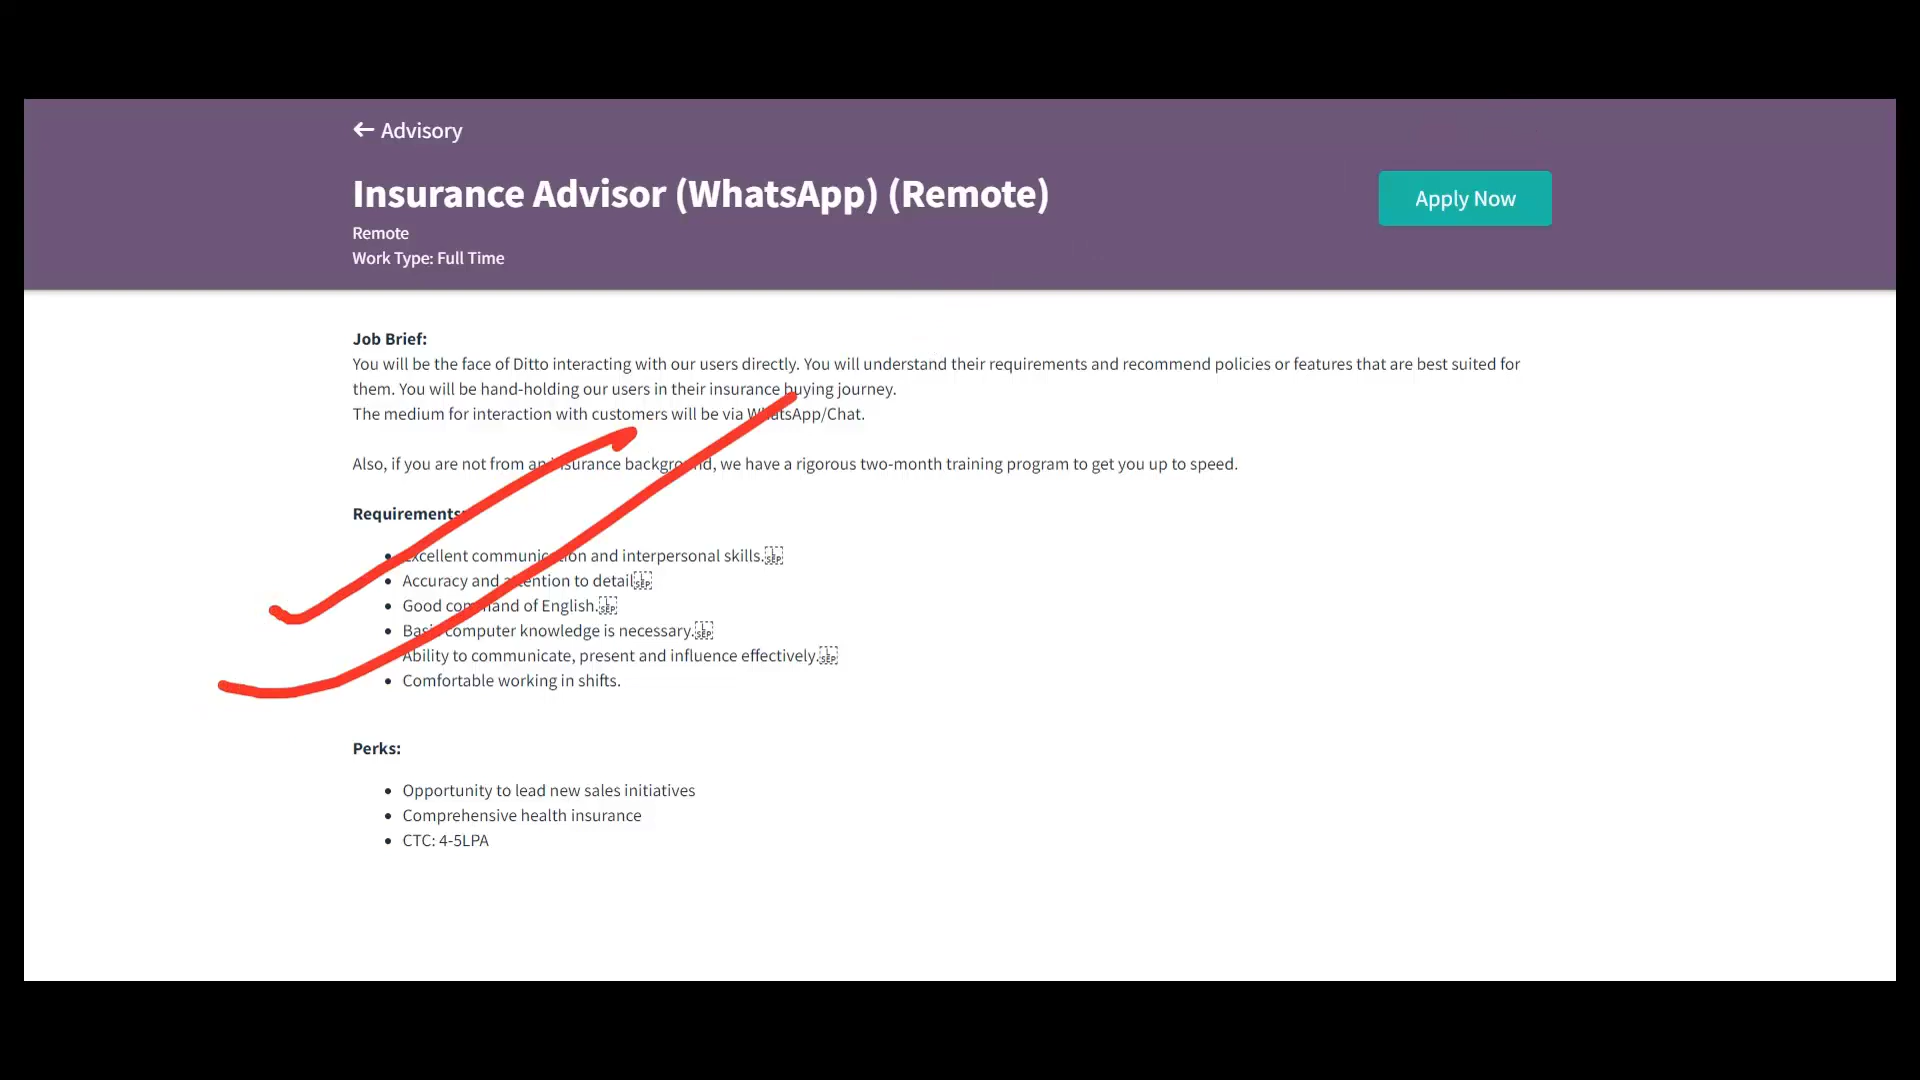 ← Advisory
Insurance Advisor (WhatsApp) (Remote)
Apply Now
Remote
Work Type: Full Time
Job Brief:
You will be the face of Ditto interacting with our users directly. You will understand their requirements and recommend policies or features that are best suited for
them. You will be hand-holding our users in their insurance buying journey.
The medium for interaction with customers will be via WhatsApp/Chat.
Also, if you are not from an insurance background, we have a rigorous two-month training program to get you up to speed.
Requirements:
• Excellent communication and interpersonal skills.
• Accuracy and attention to detail
• Good command of English.
• Basic computer knowledge is necessary.
• Ability to communicate, present and influence effectively.
• Comfortable working in shifts.
Perks:
• Opportunity to lead new sales initiatives
• Comprehensive health insurance
• CTC: 4-5LPA